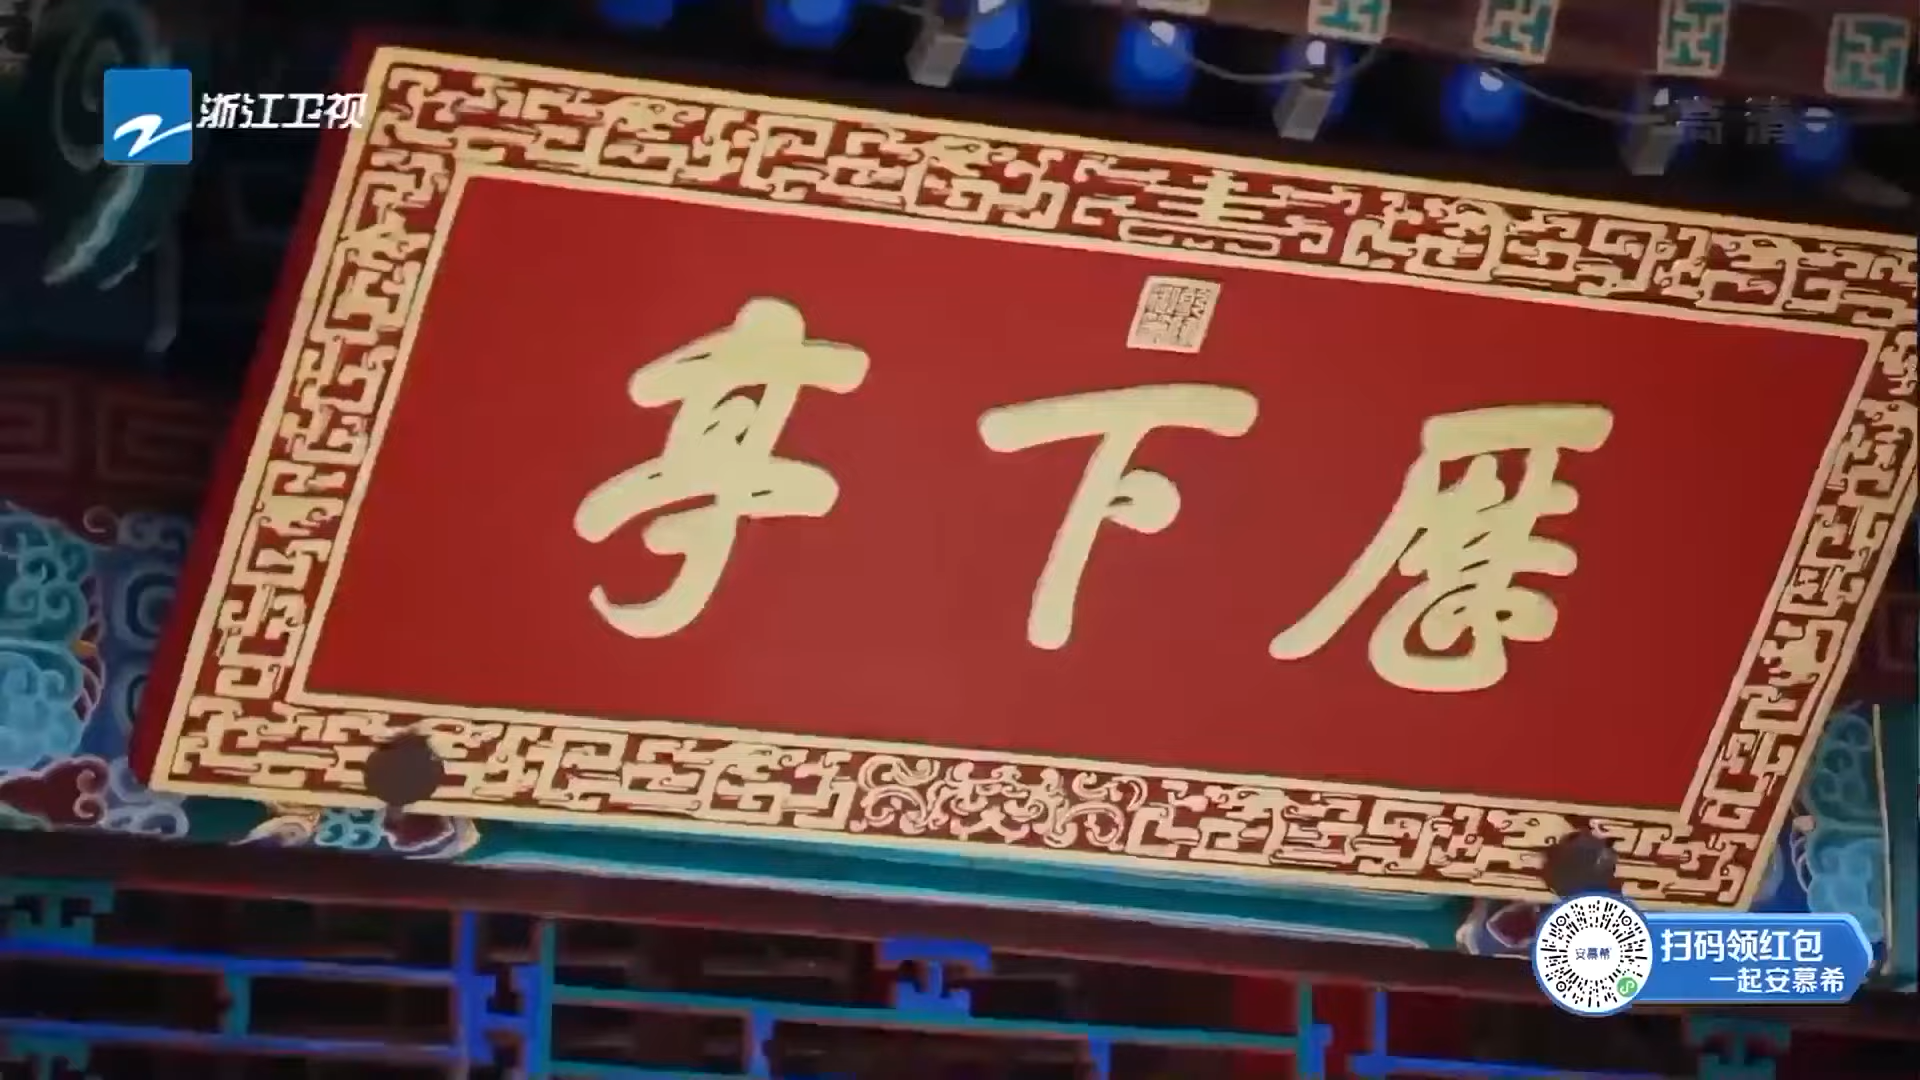 浙江卫视
高清
歷下亭
安慕希
扫码领红包
一起安慕希